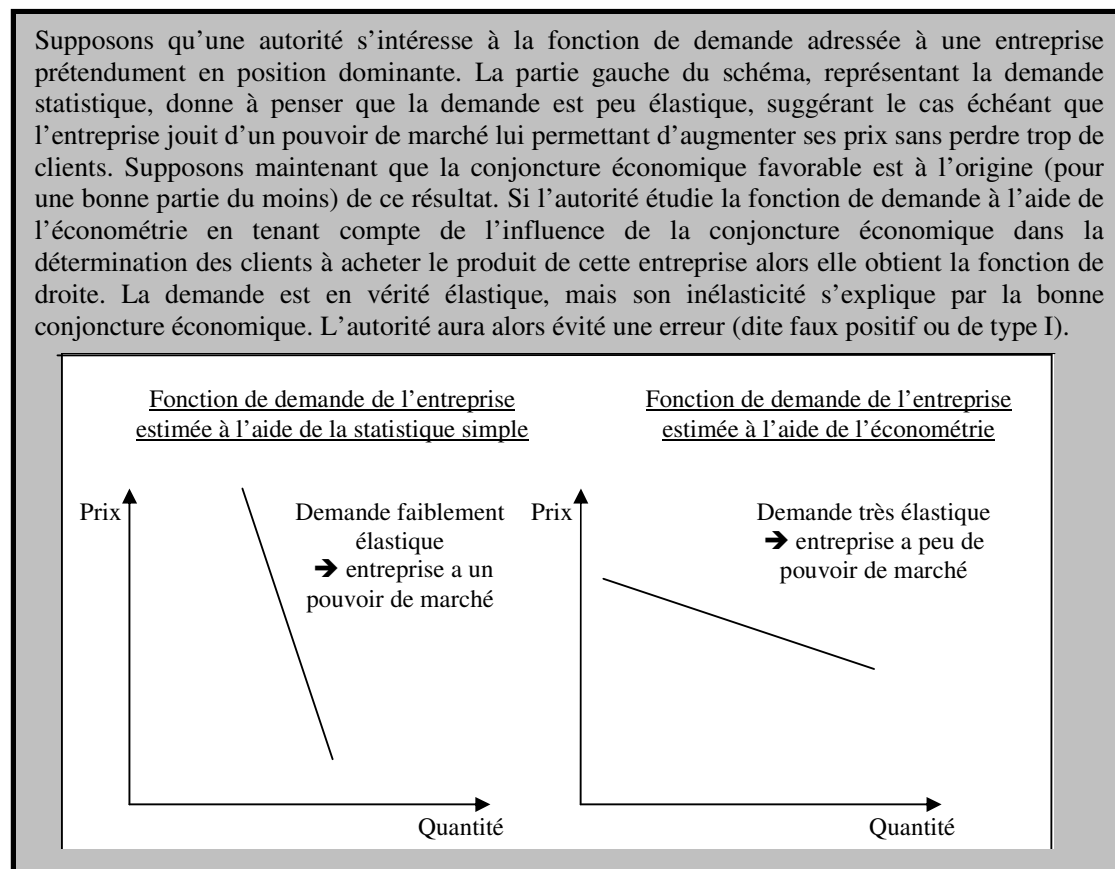 Supposons qu’une autorité s’intéresse à la fonction de demande adressée à une entreprise
prétendument en position dominante. La partie gauche du schéma, représentant la demande
statistique, donne à penser que la demande est peu élastique, suggérant le cas échéant que
l’entreprise jouit d’un pouvoir de marché lui permettant d’augmenter ses prix sans perdre trop de
clients. Supposons maintenant que la conjoncture économique favorable est à l’origine (pour
une bonne partie du moins) de ce résultat. Si l’autorité étudie la fonction de demande à l’aide de
l’économétrie en tenant compte de l’influence de la conjoncture économique dans la
détermination des clients à acheter le produit de cette entreprise alors elle obtient la fonction de
droite. La demande est en vérité élastique, mais son inélasticité s’explique par la bonne
conjoncture économique. L’autorité aura alors évité une erreur (dite faux positif ou de type I).
Fonction de demande de l’entreprise
estimée à l’aide de la statistique simple
Prix
Demande faiblement
élastique
➔ entreprise a un
pouvoir de marché
Quantité
Fonction de demande de l’entreprise
estimée à l’aide de l’économétrie
Prix
Demande très élastique
➔ entreprise a peu de
pouvoir de marché
Quantité